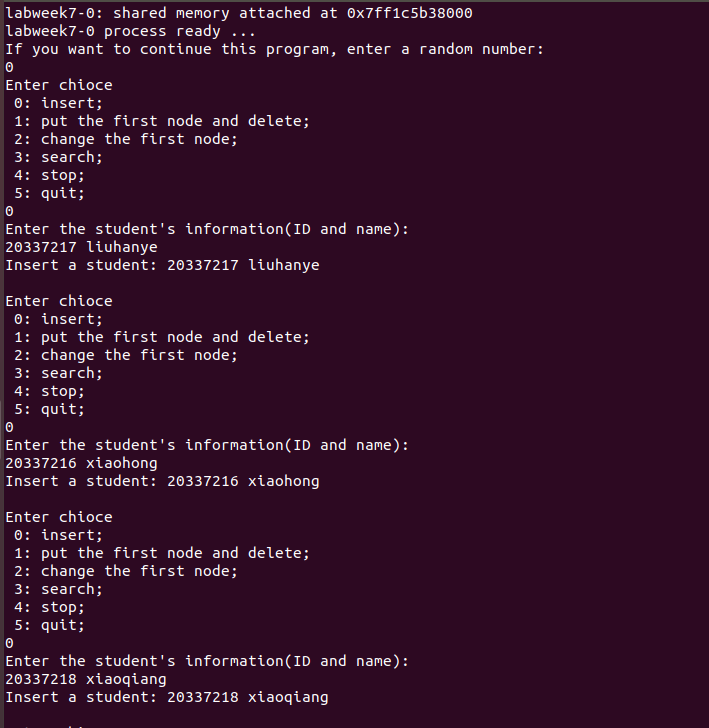 labweek7-0: shared memory attached at 0x7ff1c5b38000
labweek7-0 process ready ...
If you want to continue this program, enter a random number:
0
Enter chioce
0: insert;
1: put the first node and delete;
2: change the first node;
3: search;
4: stop;
5: quit;
0
Enter the student's information(ID and name):
20337217 liuhanye
Insert a student: 20337217 liuhanye
Enter chioce
0: insert;
1: put the first node and delete;
2: change the first node;
3: search;
4: stop;
5: quit;
0
Enter the student's information(ID and name):
20337216 xiaohong
Insert a student: 20337216 xiaohong
Enter chioce
0: insert;
1: put the first node and delete;
2: change the first node;
3: search;
4: stop;
5: quit;
0
Enter the student's information(ID and name):
20337218 xiaoqiang
Insert a student: 20337218 xiaoqiang